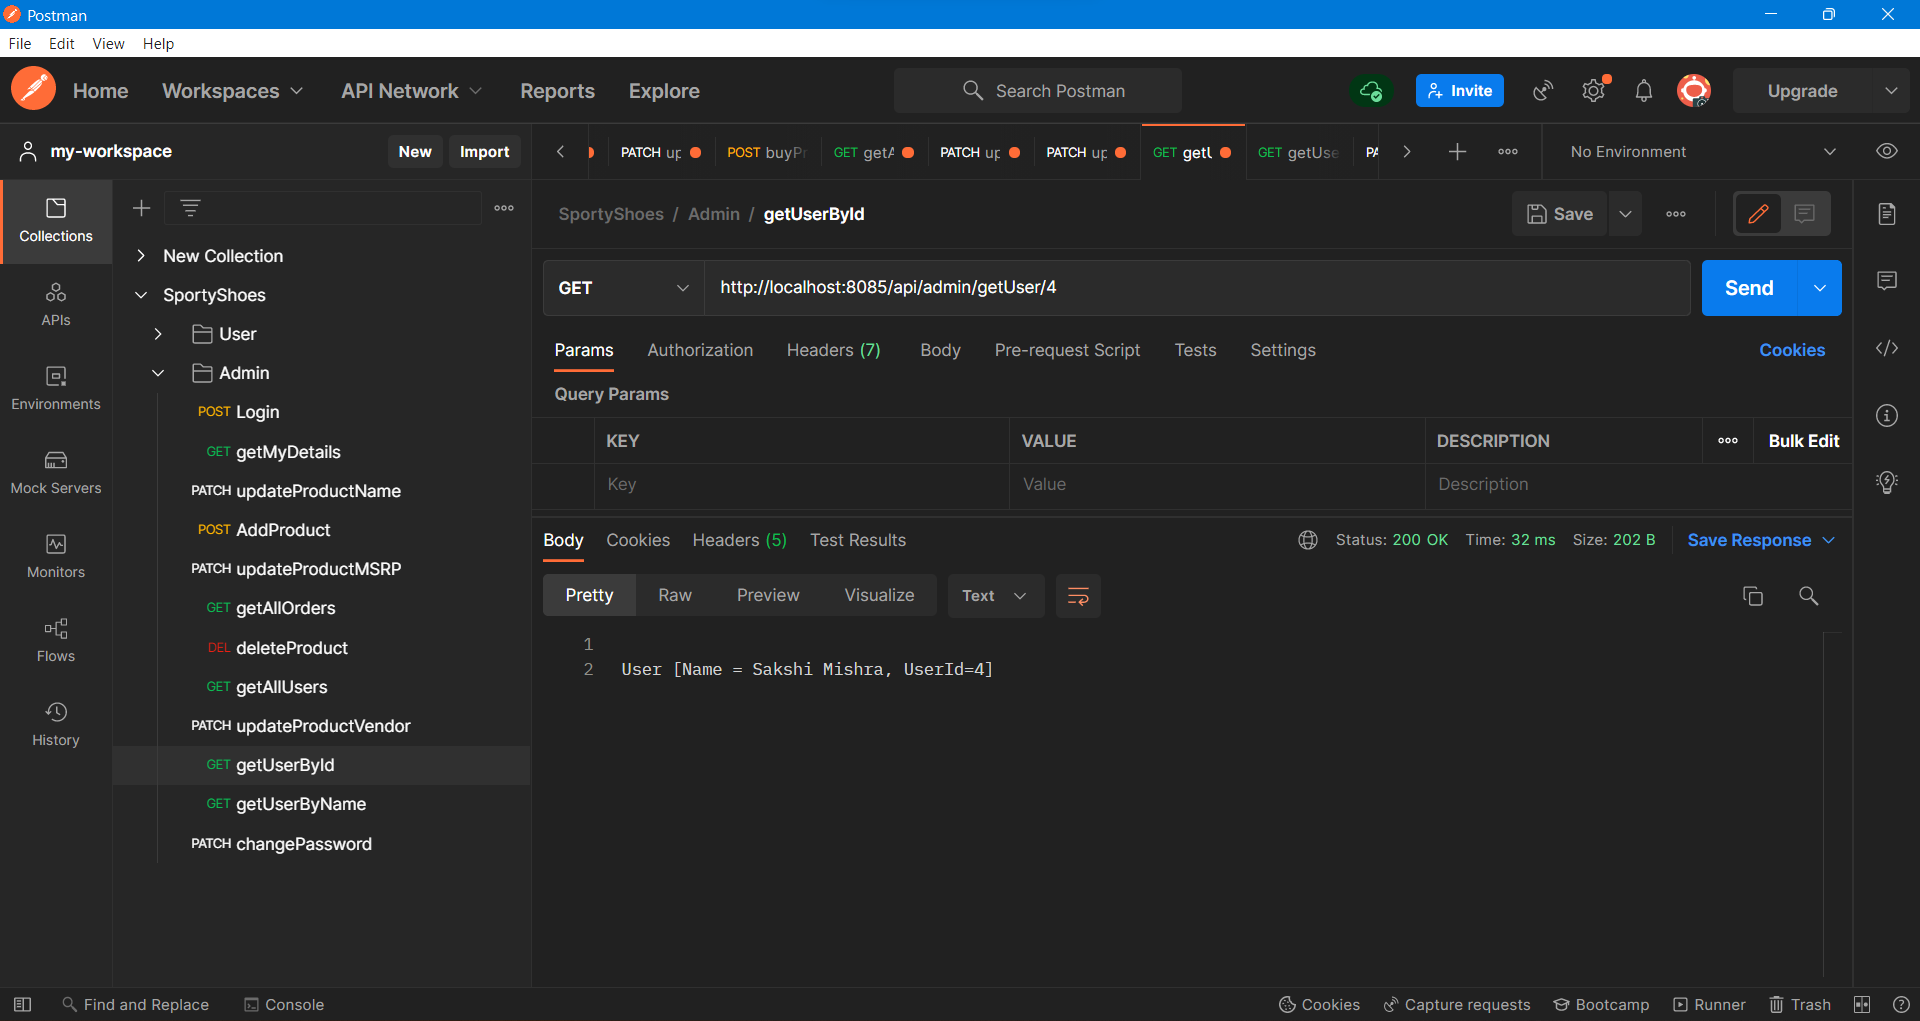 Postman
File Edit View Help
Home Workspaces API Network Reports Explore Search Postman Invite Upgrade
my-workspace New Import PATCH up POST buyPr GET getA PATCH up PATCH up GET getU GET getUse PA No Environment
Collections
APIs
Environments
Mock Servers
Monitors
Flows
History
New Collection
SportyShoes
User
Admin
POST Login
GET getMyDetails
PATCH updateProductName
POST AddProduct
PATCH updateProductMSRP
GET getAllOrders
DEL deleteProduct
GET getAllUsers
PATCH updateProductVendor
GET getUserById
GET getUserByName
PATCH changePassword
SportyShoes / Admin / getUserById Save
GET http://localhost:8085/api/admin/getUser/4 Send
Params Authorization Headers (7) Body Pre-request Script Tests Settings Cookies
Query Params
KEY VALUE DESCRIPTION Bulk Edit
Key Value Description
Body Cookies Headers (5) Test Results Status: 200 OK Time: 32 ms Size: 202 B Save Response
Pretty Raw Preview Visualize Text
1
2 User [Name = Sakshi Mishra, UserId=4]
Find and Replace Console Cookies Capture requests Bootcamp Runner Trash